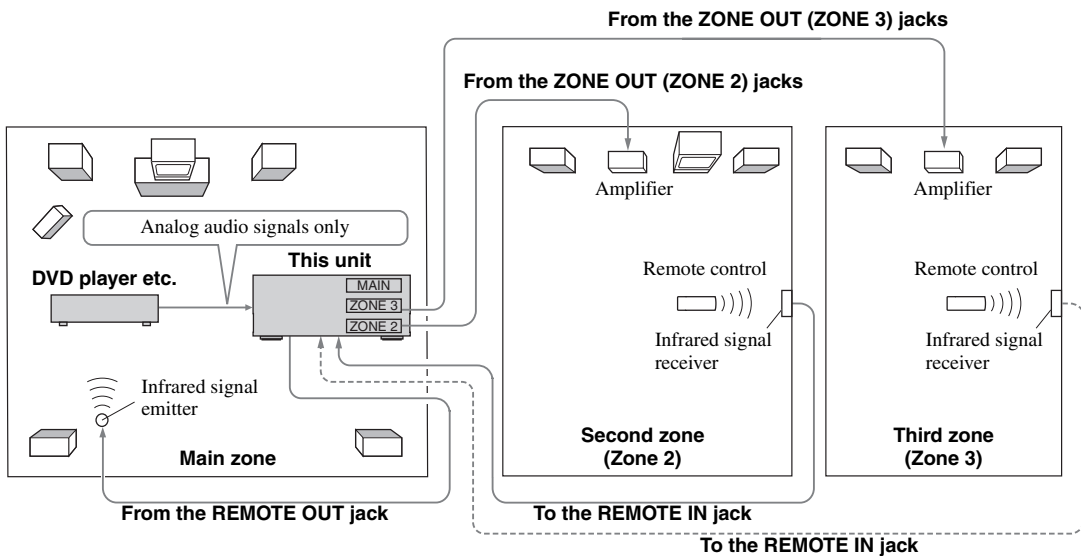 From the ZONE OUT (ZONE 3) jacks
From the ZONE OUT (ZONE 2) jacks
Amplifier
Amplifier
Analog audio signals only
This unit
DVD player etc.
MAIN
ZONE 3
ZONE 2
Remote control
Remote control
Infrared signal
receiver
Infrared signal
receiver
Infrared signal
emitter
Main zone
Second zone
(Zone 2)
Third zone
(Zone 3)
From the REMOTE OUT jack
To the REMOTE IN jack
To the REMOTE IN jack